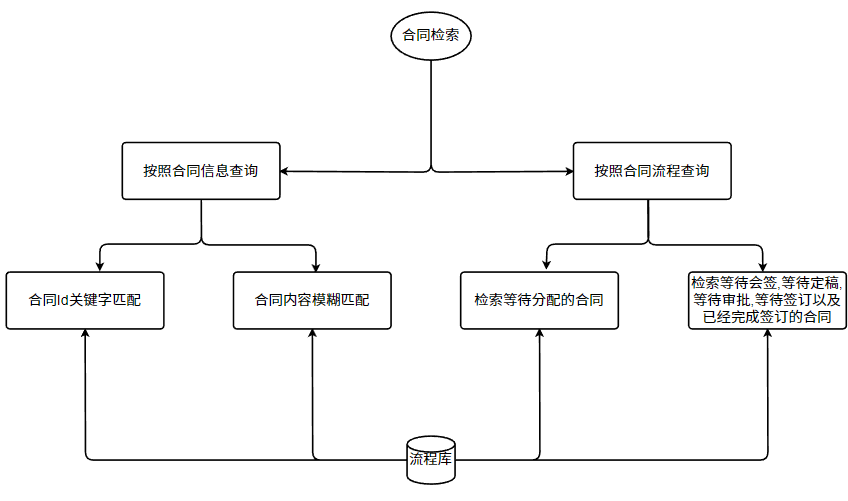 合同检索
按照合同信息查询
按照合同流程查询
合同Id关键字匹配
合同内容模糊匹配
检索等待分配的合同
检索等待会签,等待定稿,
等待审批,等待签订以及
已经完成签订的合同
流程库